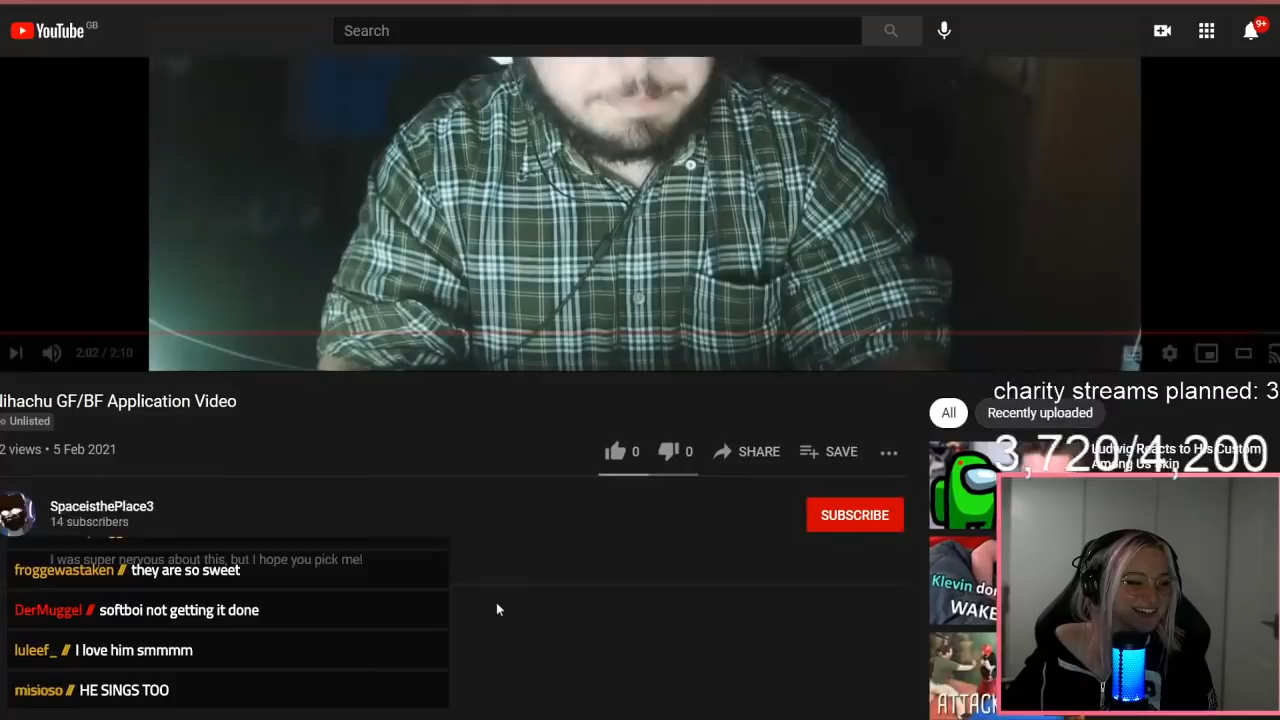 YouTube GB
Search
9+
2:02 / 2:10
Nihachu GF/BF Application Video
Unlisted
2 views • 5 Feb 2021
0
0
SHARE
SAVE
SpaceisthePlace3
14 subscribers
SUBSCRIBE
I was super nervous about this, but I hope you pick me!
froggewastaken // they are so sweet
DerMuggel // softboi not getting it done
luleef_ // I love him smmmm
misioso // HE SINGS TOO
charity streams planned: 3
All
Recently uploaded
3,720/4,200
Ludwig Reacts to His Custom
Among Us Skin
Klevin
WAKE
ATTACK